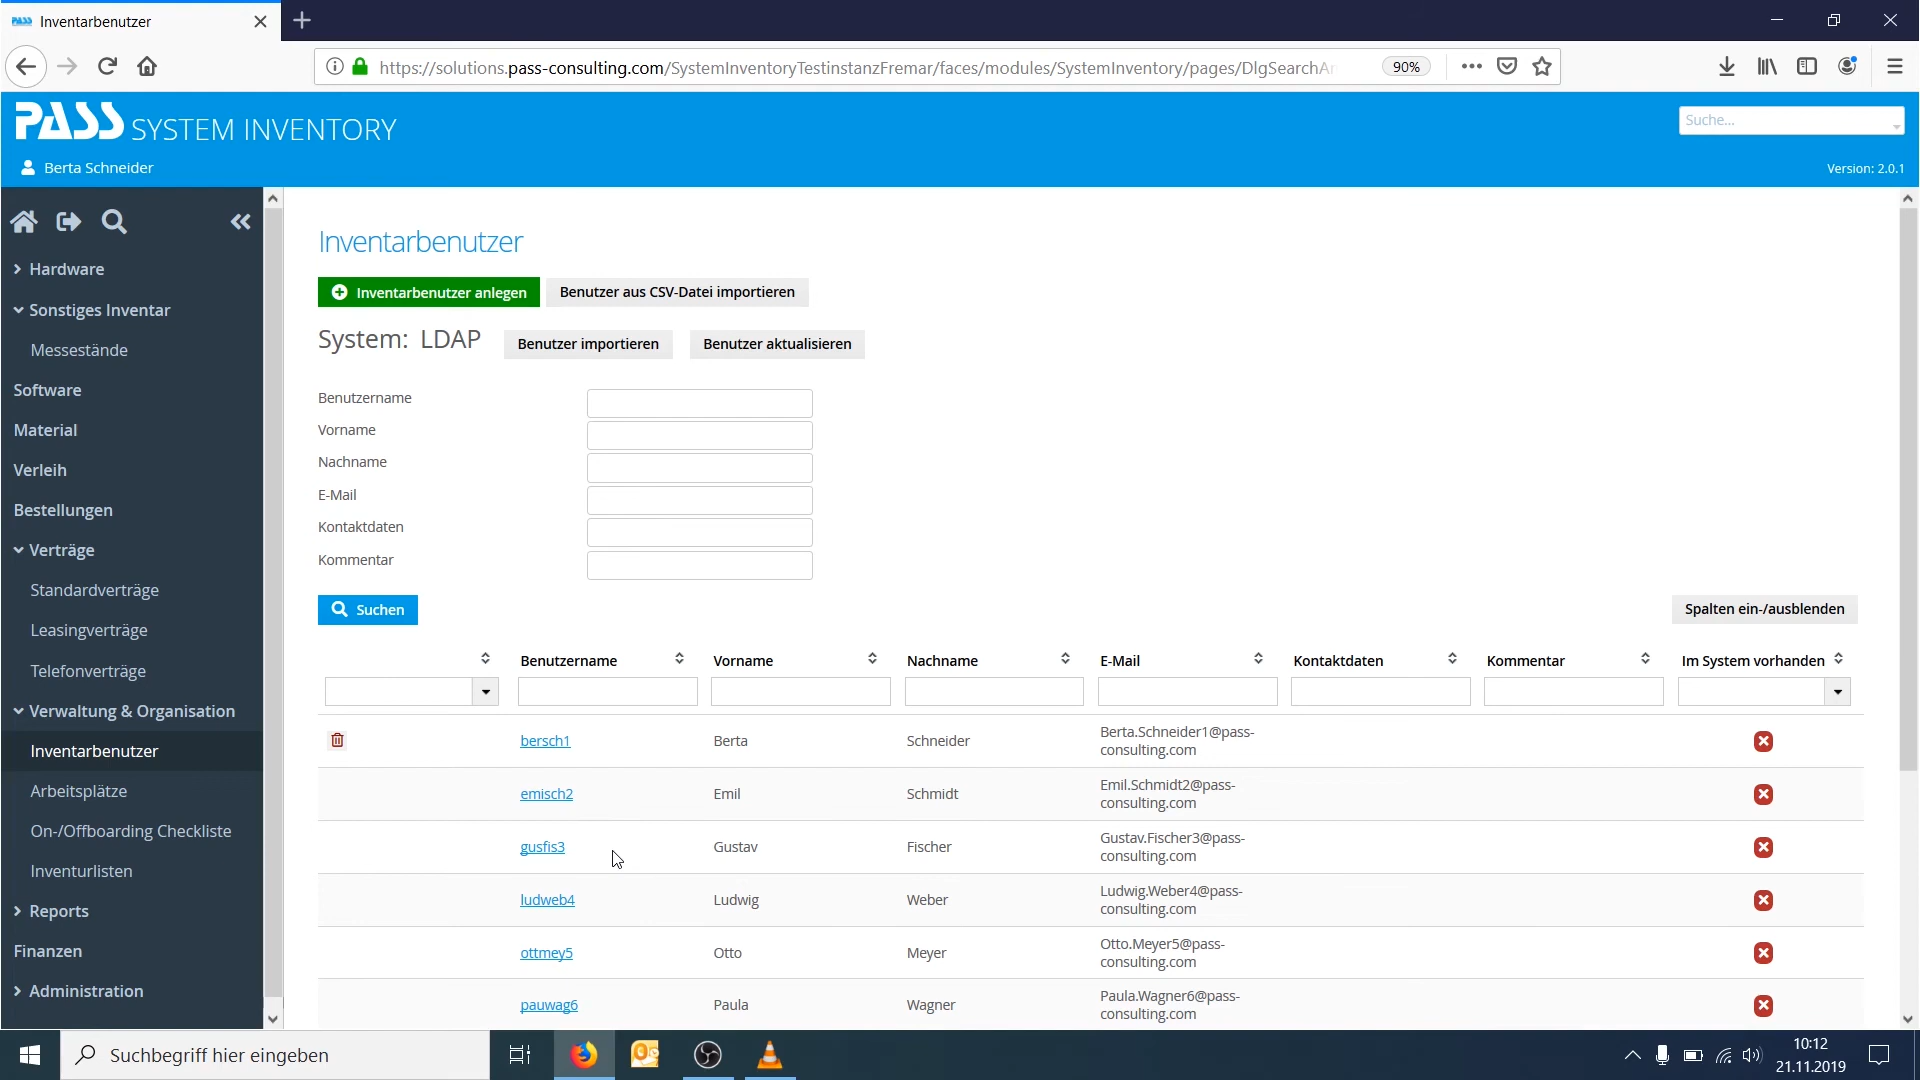 Inventarbenutzer
https://solutions.pass-consulting.com/SystemInventoryTestinstanzFremar/faces/modules/SystemInventory/pages/DlgSearchAr
90%
PASS SYSTEM INVENTORY
Suche...
Berta Schneider
Version: 2.0.1
Hardware
Sonstiges Inventar
Messestände
Software
Material
Verleih
Bestellungen
Verträge
Standardverträge
Leasingverträge
Telefonverträge
Verwaltung & Organisation
Inventarbenutzer
Arbeitsplätze
On-/Offboarding Checkliste
Inventurlisten
Reports
Finanzen
Administration
Inventarbenutzer
Inventarbenutzer anlegen
Benutzer aus CSV-Datei importieren
System: LDAP
Benutzer importieren
Benutzer aktualisieren
Benutzername
Vorname
Nachname
E-Mail
Kontaktdaten
Kommentar
Suchen
Spalten ein-/ausblenden
Benutzername Vorname Nachname E-Mail Kontaktdaten Kommentar Im System vorhanden
bersch1 Berta Schneider Berta.Schneider1@pass-
consulting.com
emisch2 Emil Schmidt Emil.Schmidt2@pass-
consulting.com
gusfis3 Gustav Fischer Gustav.Fischer3@pass-
consulting.com
ludweb4 Ludwig Weber Ludwig.Weber4@pass-
consulting.com
ottmey5 Otto Meyer Otto.Meyer5@pass-
consulting.com
pauwag6 Paula Wagner Paula.Wagner6@pass-
consulting.com
Suchbegriff hier eingeben
10:12
21.11.2019